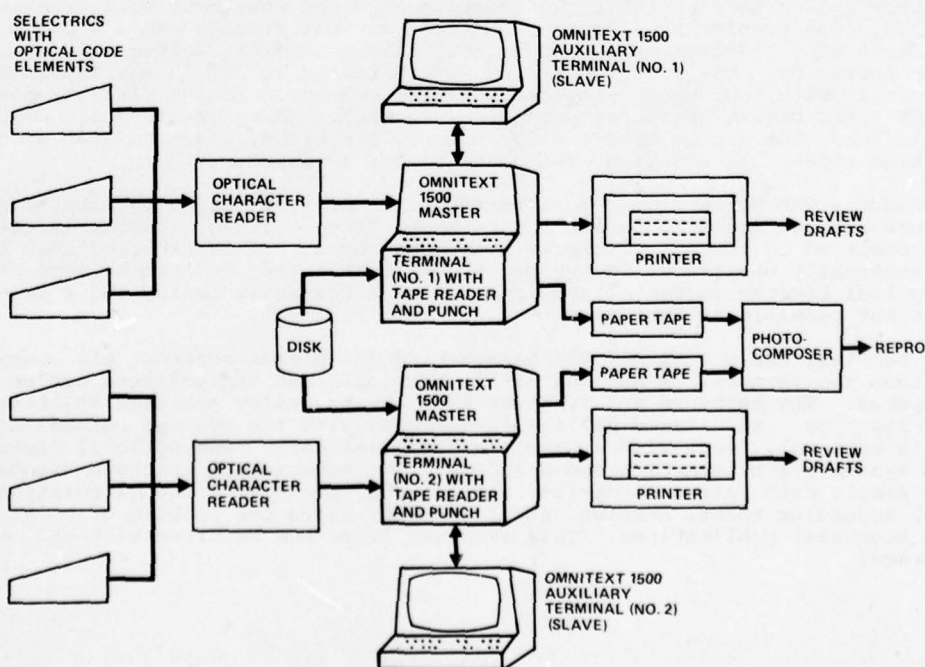 SELECTRICS
WITH
OPTICAL CODE
ELEMENTS
OMNITEXT 1500
AUXILIARY
TERMINAL (NO. 1)
(SLAVE)
OPTICAL
CHARACTER
READER
OMNITEXT
1500
MASTER
TERMINAL (NO. 1) WITH
TAPE READER
AND PUNCH
PRINTER
REVIEW
DRAFTS
DISK
PAPER TAPE
PAPER TAPE
PHOTO-
COMPOSER
REPRO
OPTICAL
CHARACTER
READER
OMNITEXT
1500
MASTER
TERMINAL (NO. 2) WITH
TAPE READER
AND PUNCH
PRINTER
REVIEW
DRAFTS
OMNITEXT 1500
AUXILIARY
TERMINAL (NO. 2)
(SLAVE)